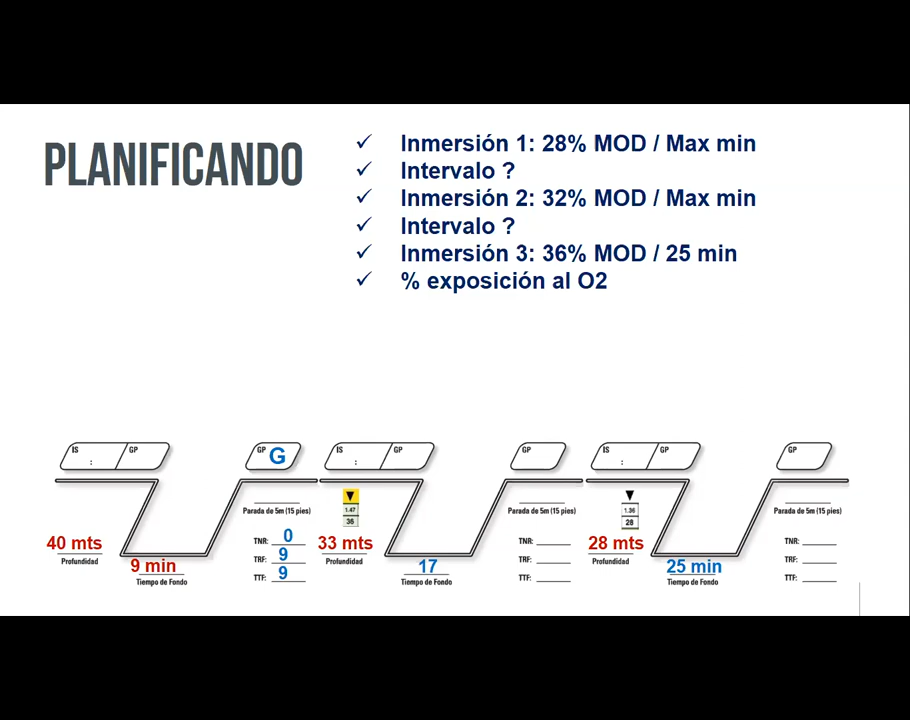 PLANIFICANDO
✓ Inmersión 1: 28% MOD / Max min
✓ Intervalo ?
✓ Inmersión 2: 32% MOD / Max min
✓ Intervalo ?
✓ Inmersión 3: 36% MOD / 25 min
✓ % exposición al O2
IS : GP
GP G
IS : GP
GP
IS : GP
GP
40 mts
Profundidad
9 min
Tiempo de Fondo
Parada de 5m (15 pies)
TNR: 0
TRF: 9
TTF: 9
1.47
36
33 mts
Profundidad
17
Tiempo de Fondo
Parada de 5m (15 pies)
TNR:
TRF:
TTF:
1.36
28
28 mts
Profundidad
25 min
Tiempo de Fondo
Parada de 5m (15 pies)
TNR:
TRF:
TTF: